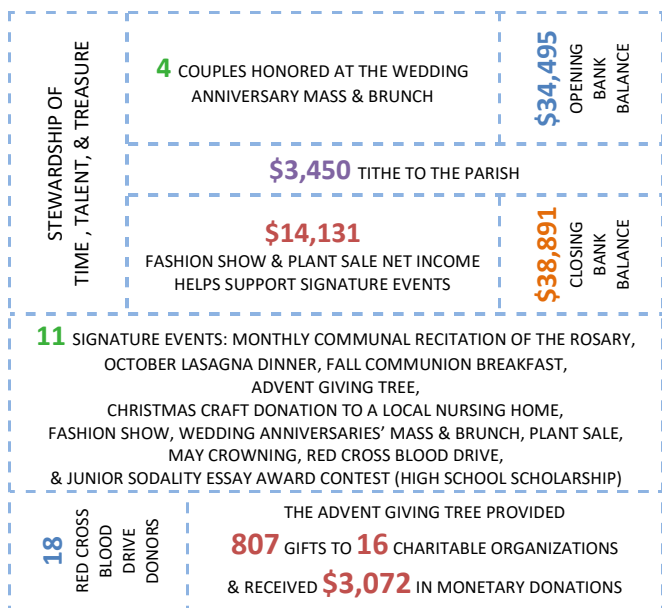 STEWARDSHIP OF
TIME , TALENT, & TREASURE
4 COUPLES HONORED AT THE WEDDING
ANNIVERSARY MASS & BRUNCH
$34,495
OPENING
BANK
BALANCE
$3,450 TITHE TO THE PARISH
$14,131
FASHION SHOW & PLANT SALE NET INCOME
HELPS SUPPORT SIGNATURE EVENTS
$38,891
CLOSING
BANK
BALANCE
11 SIGNATURE EVENTS: MONTHLY COMMUNAL RECITATION OF THE ROSARY,
OCTOBER LASAGNA DINNER, FALL COMMUNION BREAKFAST,
ADVENT GIVING TREE,
CHRISTMAS CRAFT DONATION TO A LOCAL NURSING HOME,
FASHION SHOW, WEDDING ANNIVERSARIES’ MASS & BRUNCH, PLANT SALE,
MAY CROWNING, RED CROSS BLOOD DRIVE,
& JUNIOR SODALITY ESSAY AWARD CONTEST (HIGH SCHOOL SCHOLARSHIP)
18
RED CROSS
BLOOD
DRIVE
DONORS
THE ADVENT GIVING TREE PROVIDED
807 GIFTS TO 16 CHARITABLE ORGANIZATIONS
& RECEIVED $3,072 IN MONETARY DONATIONS